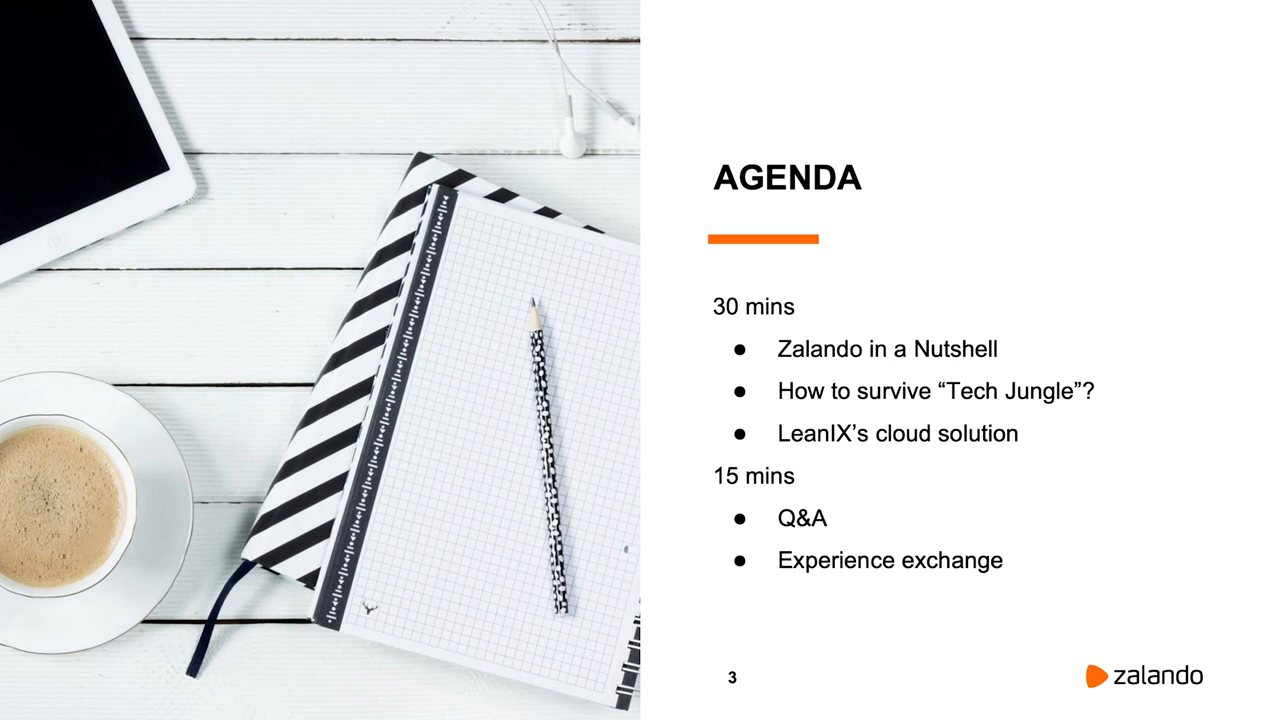 AGENDA
30 mins
● Zalando in a Nutshell
● How to survive “Tech Jungle”?
● LeanIX’s cloud solution
15 mins
● Q&A
● Experience exchange
3
zalando